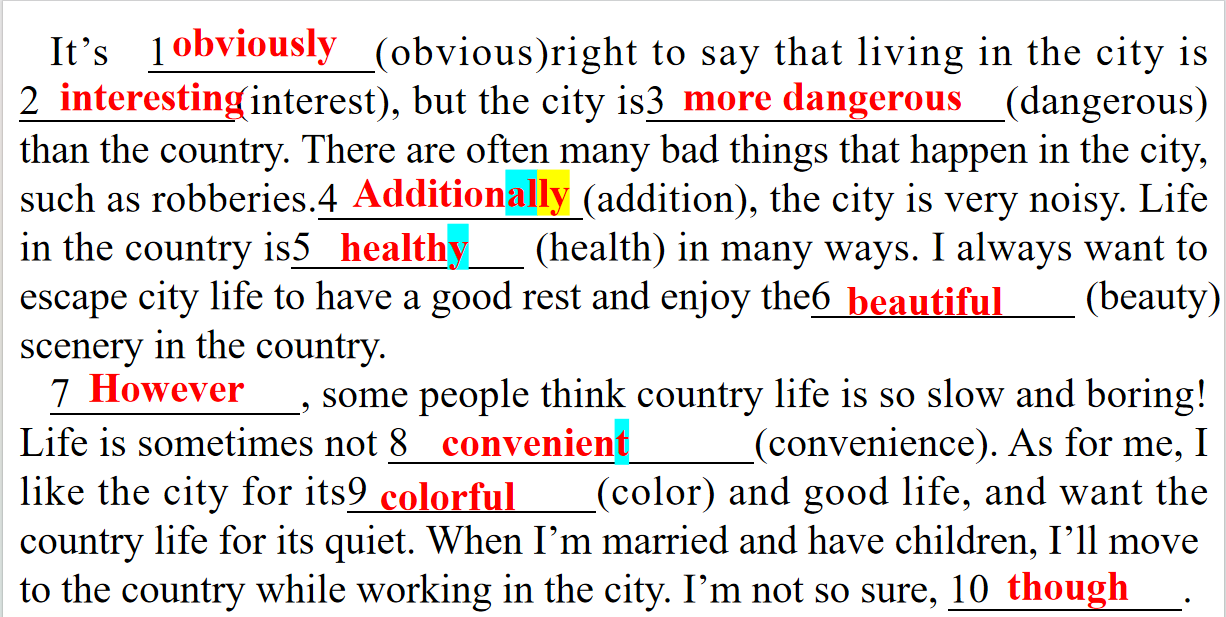 It's 1 obviously (obvious)right to say that living in the city is
2 interesting(interest), but the city is3 more dangerous (dangerous)
than the country. There are often many bad things that happen in the city,
such as robberies.4 Additionally (addition), the city is very noisy. Life
in the country is5 healthy (health) in many ways. I always want to
escape city life to have a good rest and enjoy the6 beautiful (beauty)
scenery in the country.
7 However , some people think country life is so slow and boring!
Life is sometimes not 8 convenient (convenience). As for me, I
like the city for its9 colorful (color) and good life, and want the
country life for its quiet. When I'm married and have children, I'll move
to the country while working in the city. I'm not so sure, 10 though .